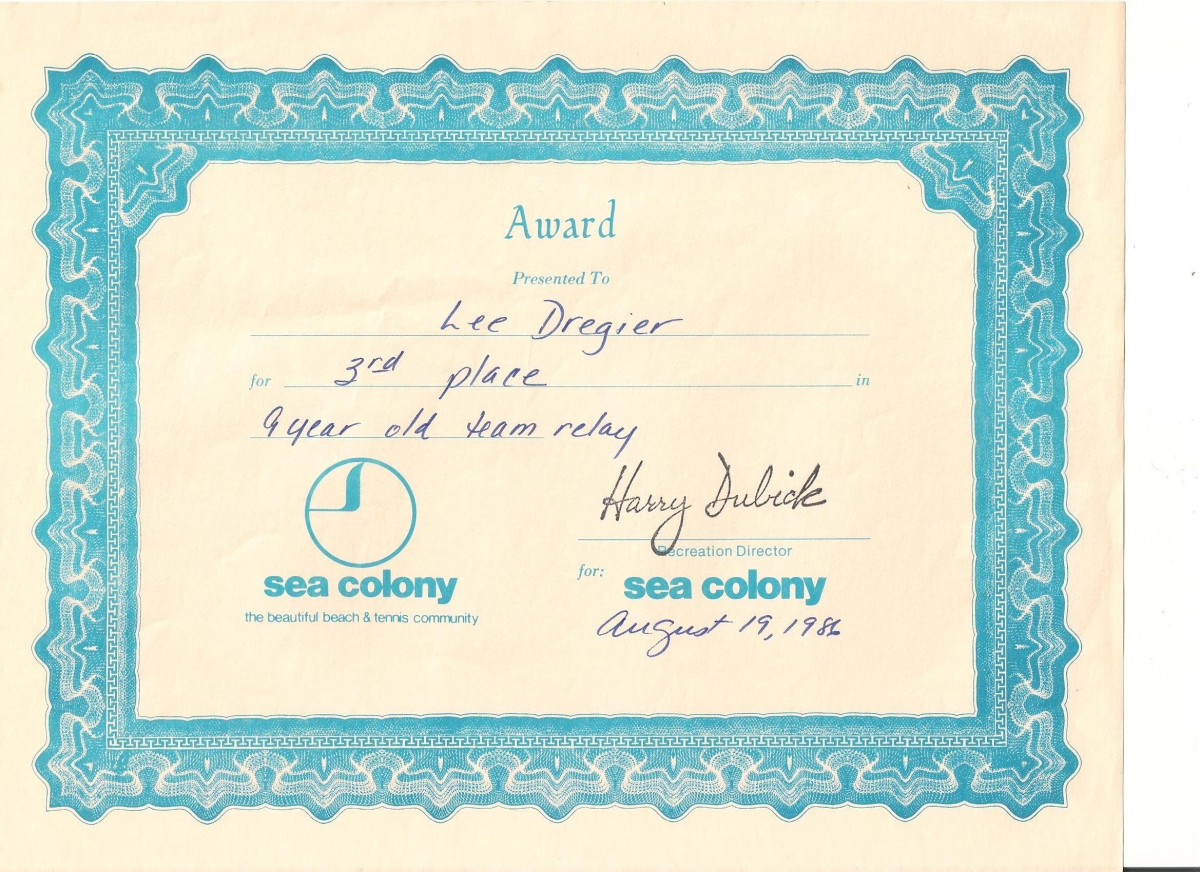 Award
Presented To
Lee Dregier
for 3rd place in
9 year old team relay
Harry Dubick
Recreation Director
sea colony
the beautiful beach & tennis community
for: sea colony
August 19, 1986